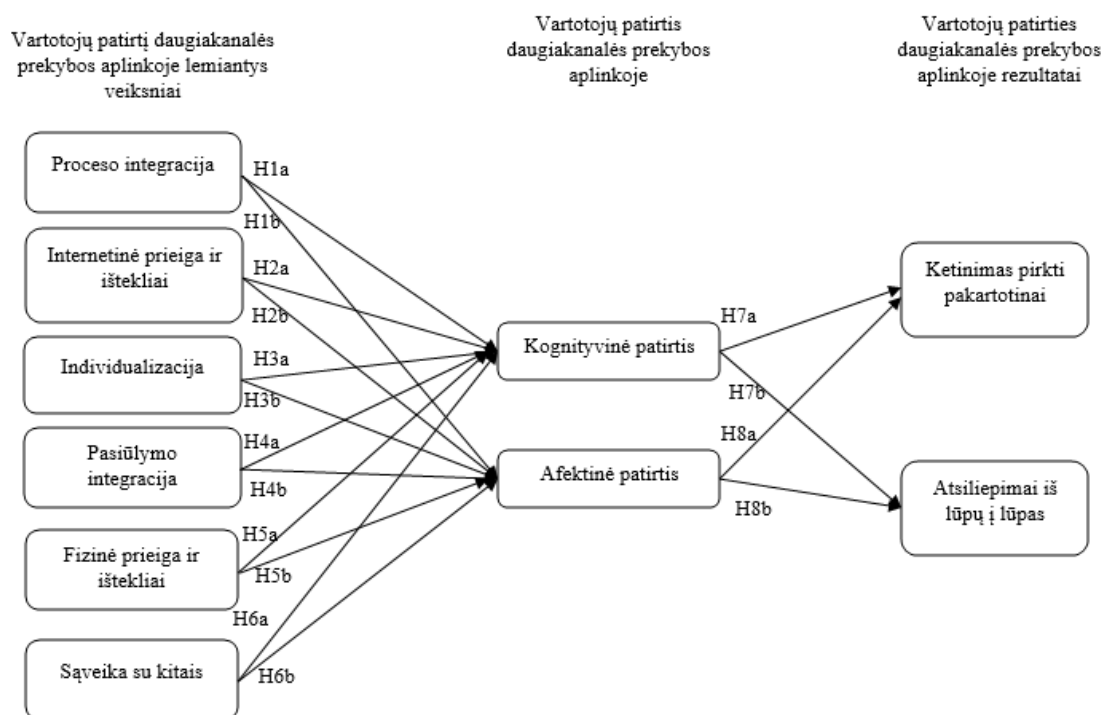 Vartotojų patirtį daugiakanalės
prekybos aplinkoje lemiantys
veiksniai
Vartotojų patirtis
daugiakanalės prekybos
aplinkoje
Vartotojų patirties
daugiakanalės prekybos
aplinkoje rezultatai
Proceso integracija
H1a
H1b
Internetinė prieiga ir
ištekliai
H2a
H2b
Individualizacija
H3a
H3b
Pasiūlymo
integracija
H4a
H4b
Fizinė prieiga ir
ištekliai
H5a
H5b
Sąveika su kitais
H6a
H6b
Kognityvinė patirtis
H7a
H7b
Afektinė patirtis
H8a
H8b
Ketinimas pirkti
pakartotinai
Atsiliepimai iš
lūpų į lūpas